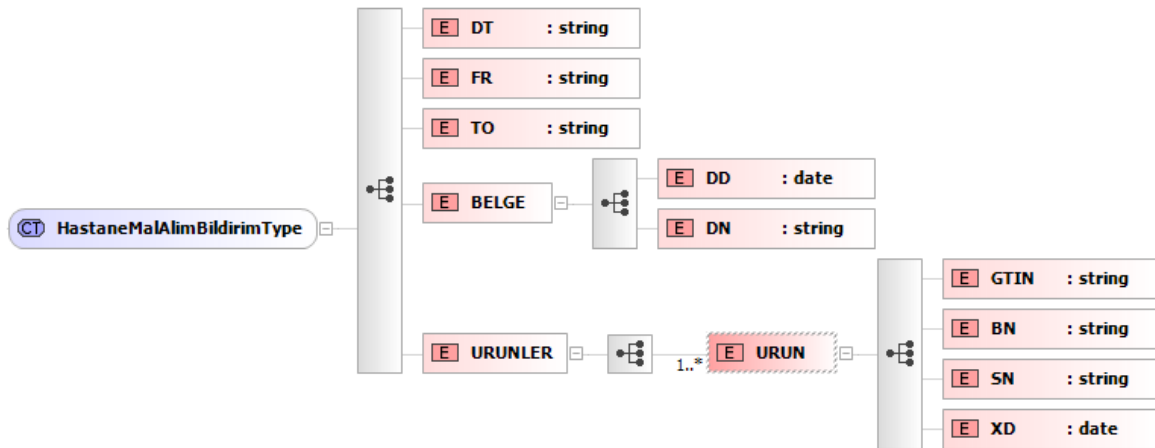 E DT : string
E FR : string
E TO : string
E BELGE
E DD : date
E DN : string
CT HastaneMalAlimBildirimType
E URUNLER
1..*
E URUN
E GTIN : string
E BN : string
E SN : string
E XD : date